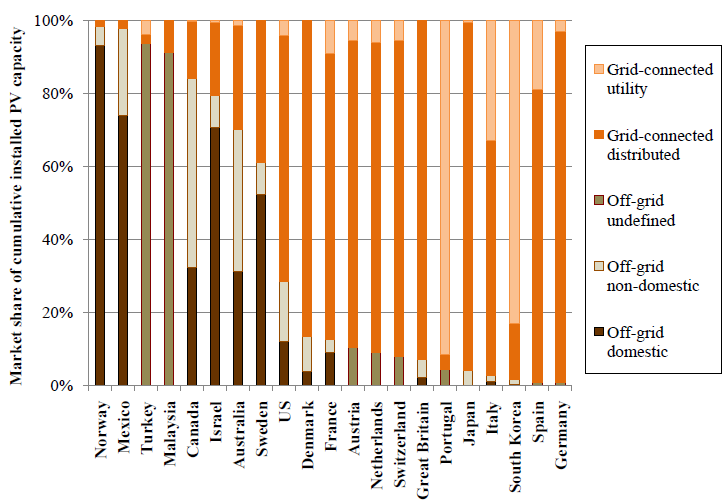 Market share of cumulative installed PV capacity
100%
80%
60%
40%
20%
0%
Norway
Mexico
Turkey
Malaysia
Canada
Israel
Australia
Sweden
US
Denmark
France
Austria
Netherlands
Switzerland
Great Britain
Portugal
Japan
Italy
South Korea
Spain
Germany
Grid-connected
utility
Grid-connected
distributed
Off-grid
undefined
Off-grid
non-domestic
Off-grid
domestic